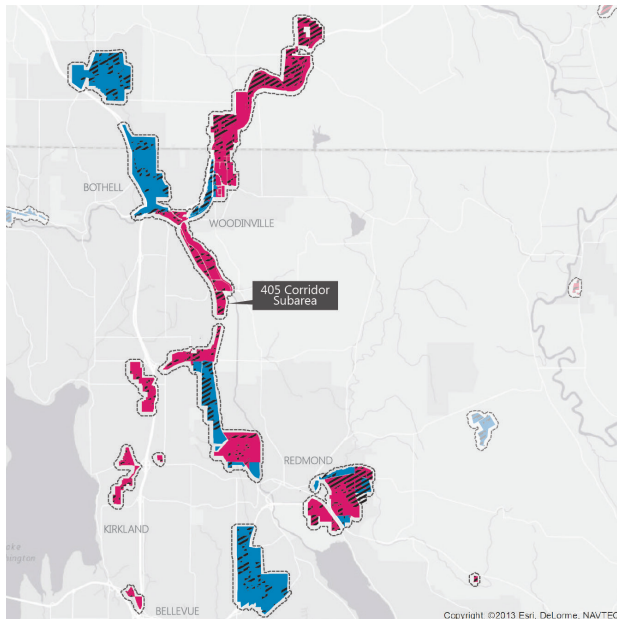 BOTHELL
WOODINVILLE
405 Corridor
Subarea
REDMOND
KIRKLAND
BELLEVUE
Copyright: ©2013 Esri, DeLorme, NAVTEQ